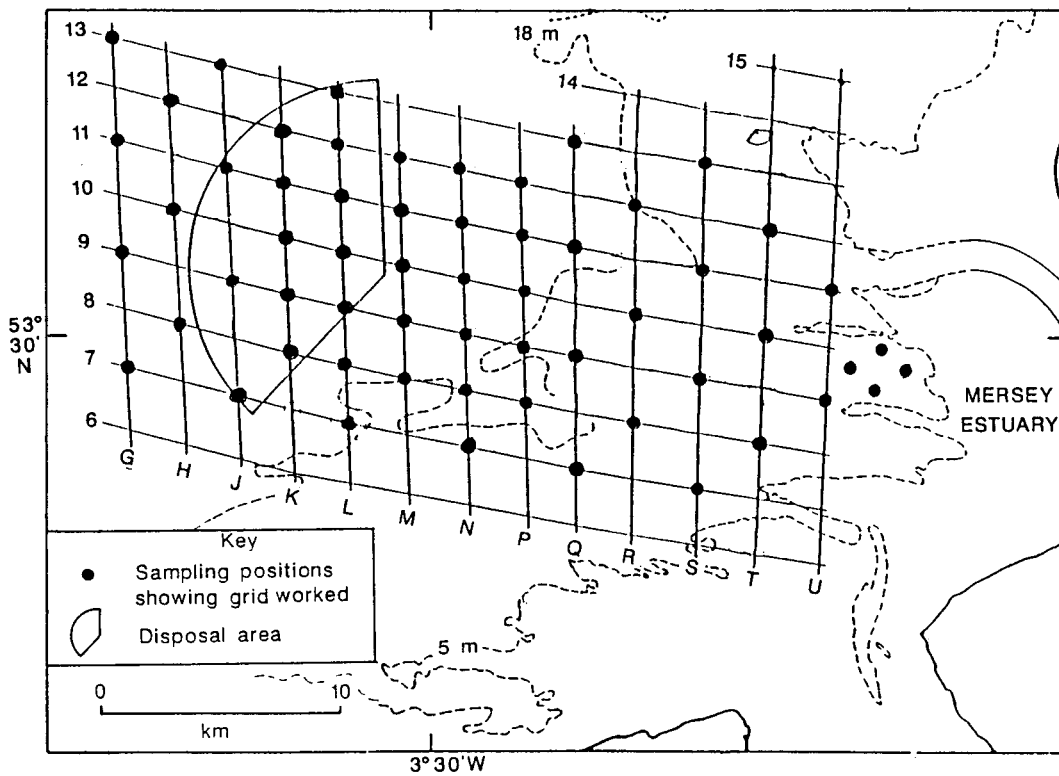 18 m
13
12
11
10
9
8
7
6
14
15
53°
30'
N
G
H
J
K
L
M
N
P
Q
R
S
T
U
MERSEY
ESTUARY
Key
Sampling positions
showing grid worked
Disposal area
5 m
0
10
km
3°30'W